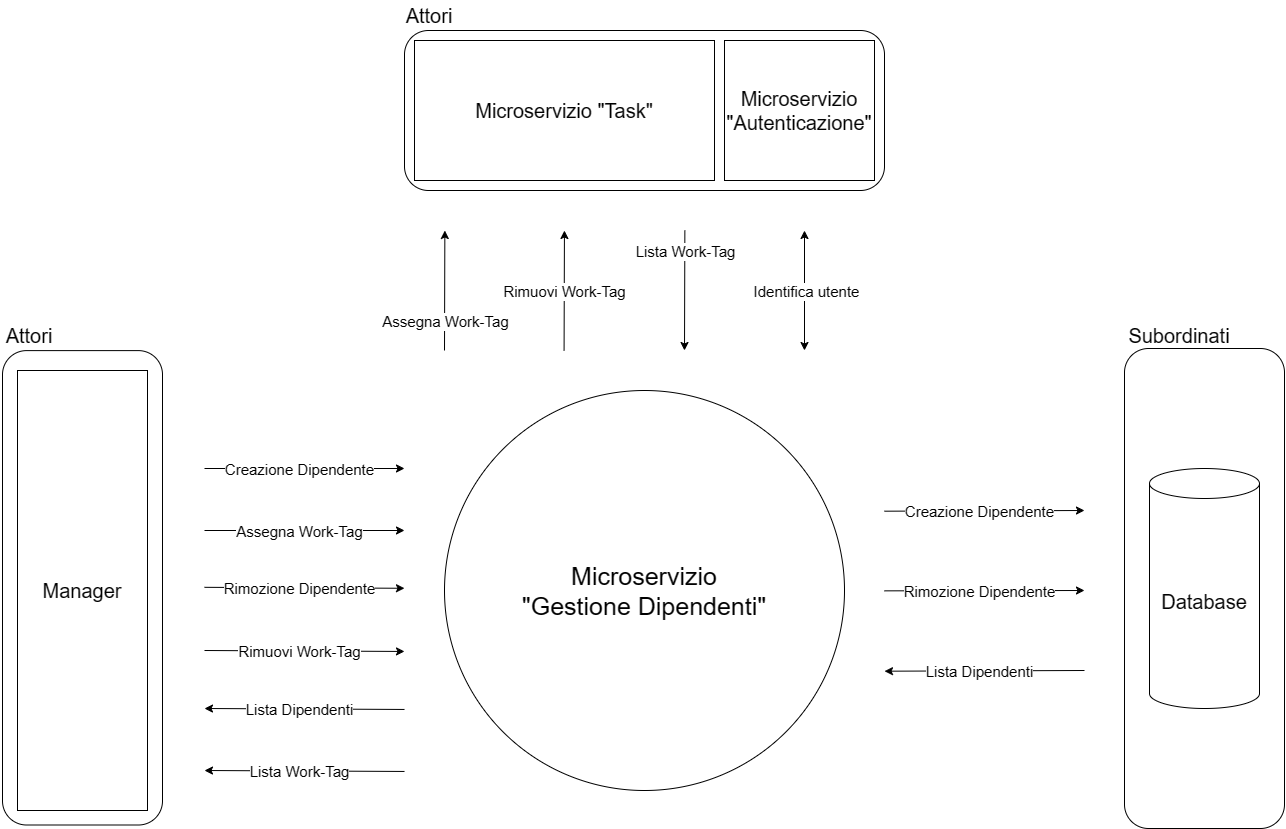 Attori
Microservizio "Task"
Microservizio
"Autenticazione"
Lista Work-Tag
Rimuovi Work-Tag
Identifica utente
Assegna Work-Tag
Attori
Manager
Creazione Dipendente
Assegna Work-Tag
Rimozione Dipendente
Rimuovi Work-Tag
Lista Dipendenti
Lista Work-Tag
Microservizio
"Gestione Dipendenti"
Creazione Dipendente
Rimozione Dipendente
Lista Dipendenti
Subordinati
Database